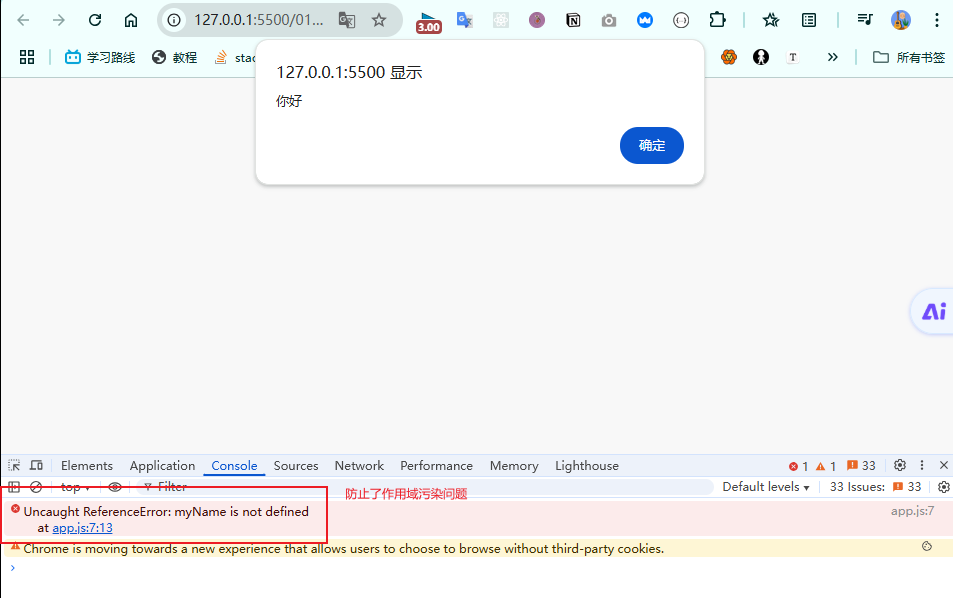 127.0.0.1:5500/01...
3.00
学习路线
教程
stac
T
所有书签
127.0.0.1:5500 显示
你好
确定
Ai
Elements Application Console Sources Network Performance Memory Lighthouse
1 1 33
top Filter
Default levels 33 Issues: 33
防止了作用域污染问题
Uncaught ReferenceError: myName is not defined
app.js:7
at app.js:7:13
Chrome is moving towards a new experience that allows users to choose to browse without third-party cookies.